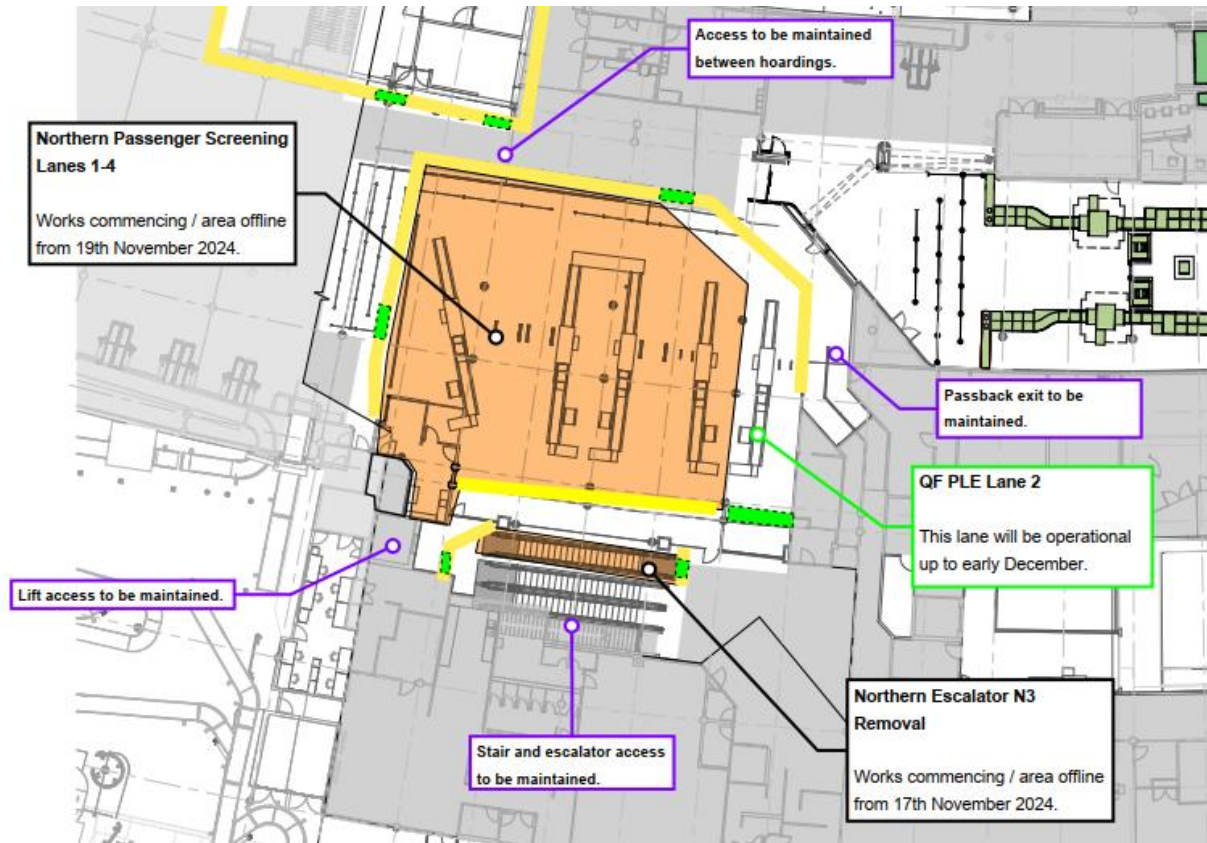 Access to be maintained
between hoardings.
Northern Passenger Screening
Lanes 1-4
Works commencing / area offline
from 19th November 2024.
Passback exit to be
maintained.
QF PLE Lane 2
This lane will be operational
up to early December.
Lift access to be maintained.
Northern Escalator N3
Removal
Works commencing / area offline
from 17th November 2024.
Stair and escalator access
to be maintained.